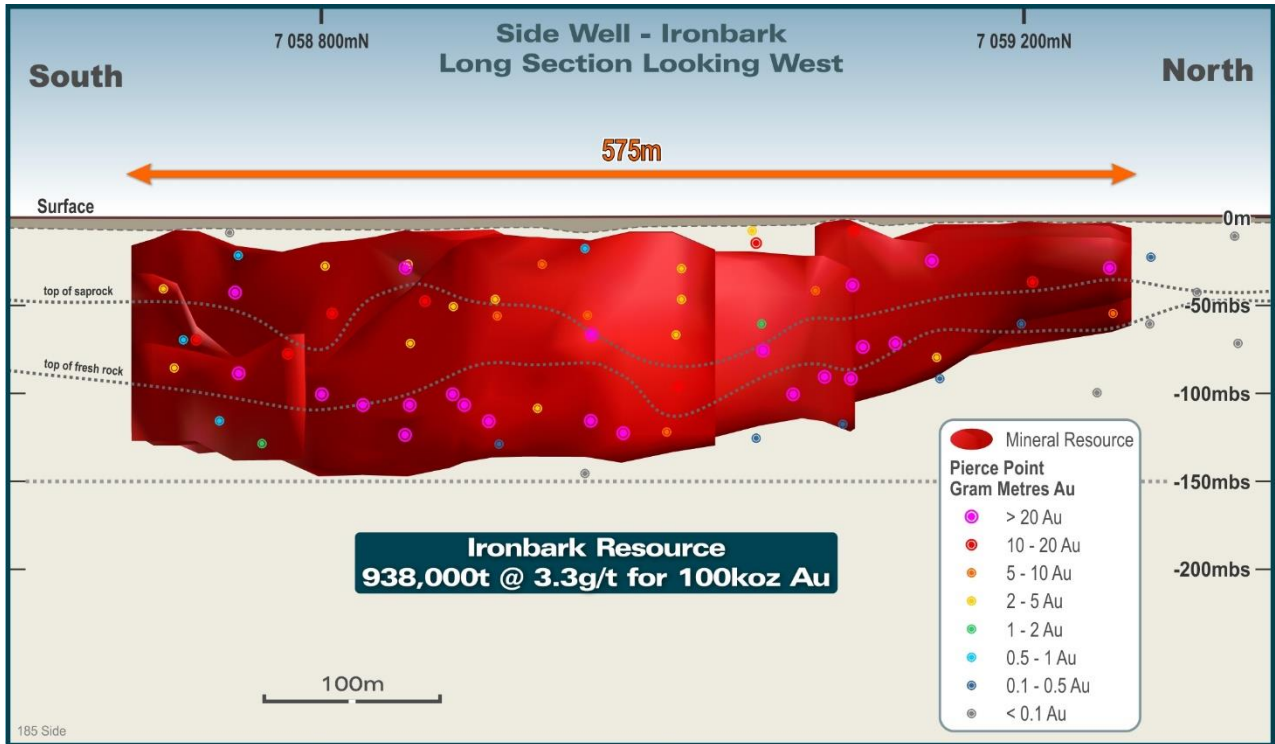 Side Well - Ironbark
Long Section Looking West
7 058 800mN
7 059 200mN
South
North
575m
Surface
0m
top of saprock
-50mbs
top of fresh rock
-100mbs
-150mbs
-200mbs
Mineral Resource
Pierce Point
Gram Metres Au
> 20 Au
10 - 20 Au
5 - 10 Au
2 - 5 Au
1 - 2 Au
0.5 - 1 Au
0.1 - 0.5 Au
< 0.1 Au
Ironbark Resource
938,000t @ 3.3g/t for 100koz Au
100m
185 Side